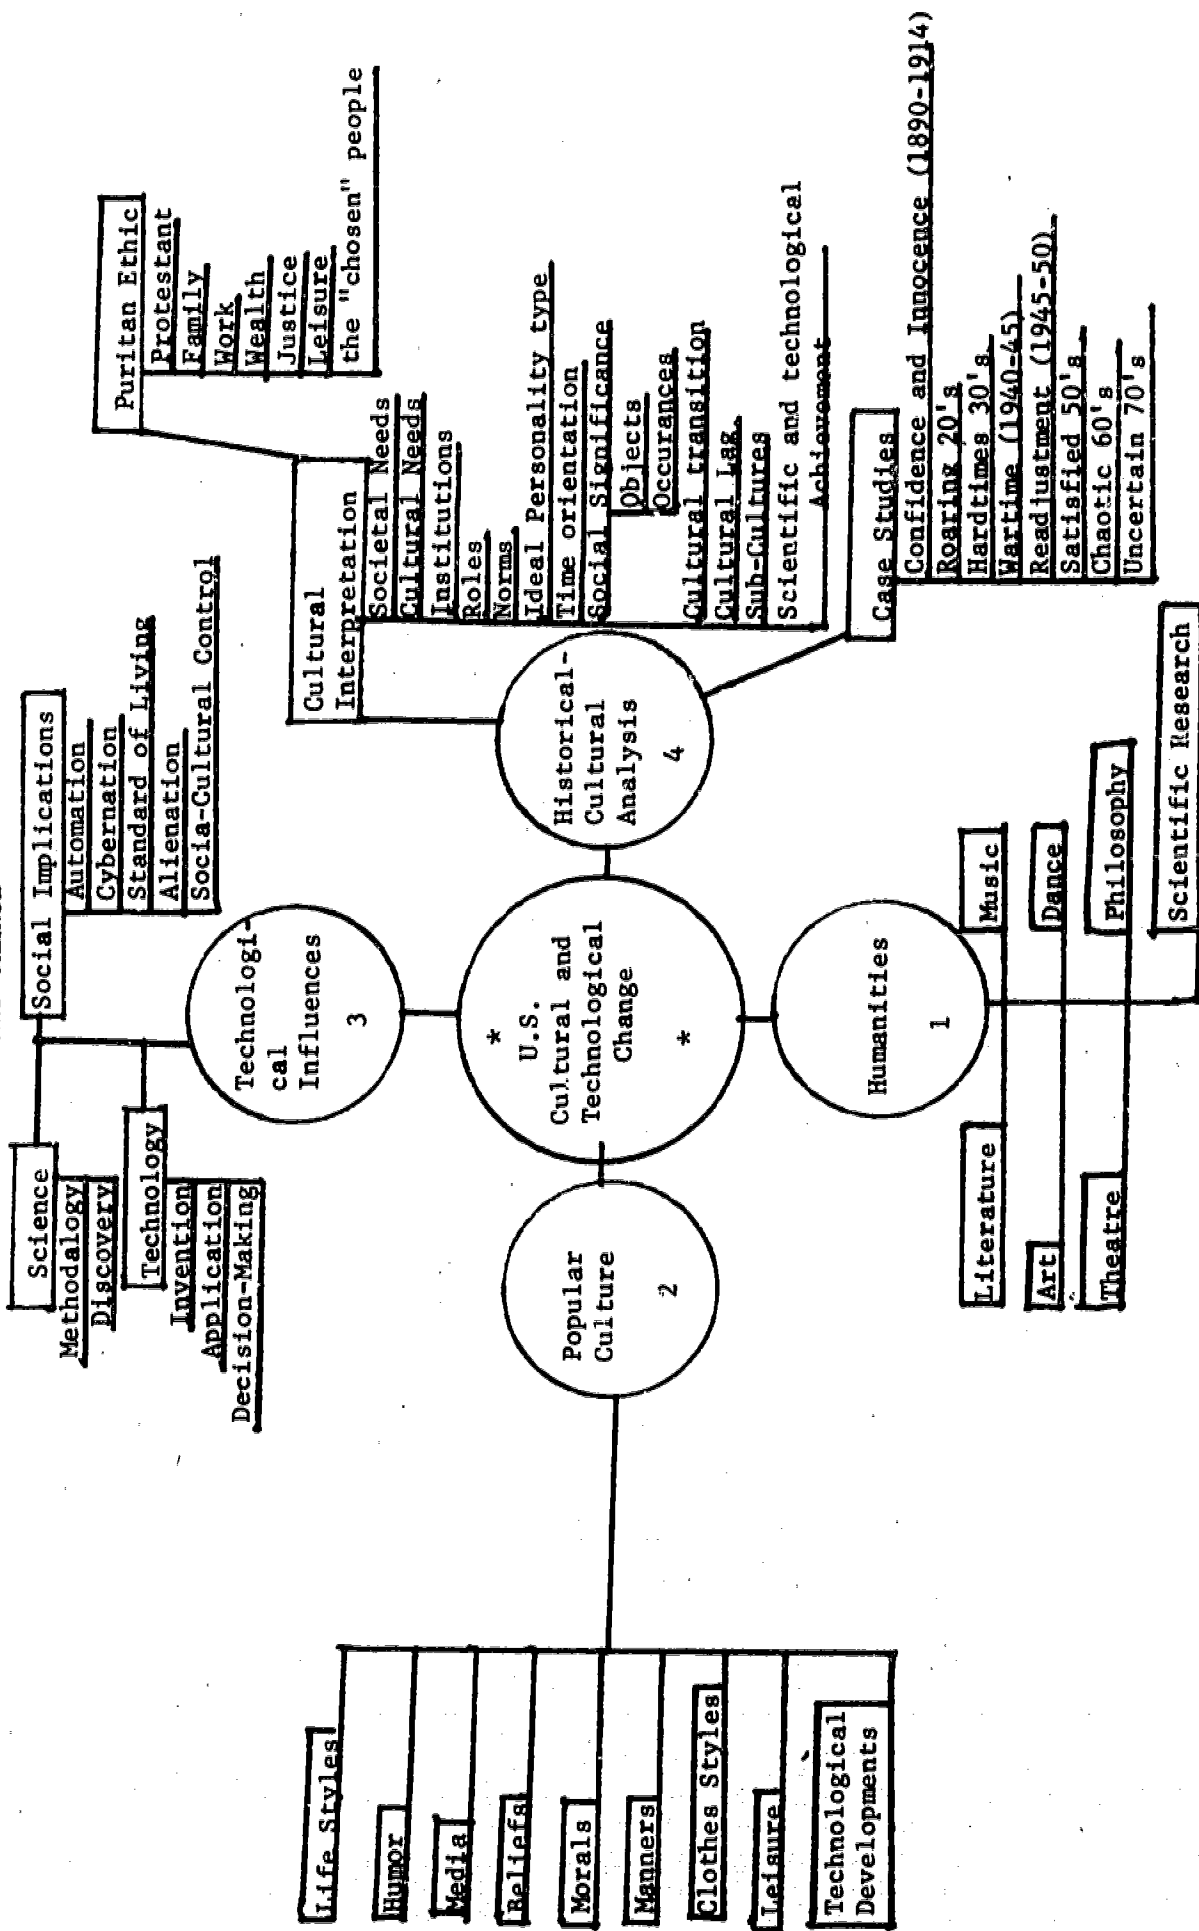 Science
Methodalogy
Discovery
Technology
Invention
Application
Decision-Making
Social Implications
Automation
Cybernation
Standard of Living
Alienation
Socia-Cultural Control
Technologi-
cal
Influences
3
Puritan Ethic
Protestant
Family
Work
Wealth
Justice
Leisure
the "chosen" people
Cultural
Interpretation
Societal Needs
Cultural Needs
Institutions
Roles
Norms
Ideal Personality type
Time orientation
Social Significance
Objects
Occurances
Cultural transition
Cultural Lag
Sub-Cultures
Scientific and technological
Achievement
Historical-
Cultural
Analysis
4
Case Studies
Confidence and Innocence (1890-1914)
Roaring 20's
Hardtimes 30's
Wartime (1940-45)
Readjustment (1945-50)
Satisfied 50's
Chaotic 60's
Uncertain 70's
*
U.S.
Cultural and
Technological
Change
*
Popular
Culture
2
Life Styles
Humor
Media
Beliefs
Morals
Manners
Clothes Styles
Leisure
Technological
Developments
Humanities
1
Literature
Music
Art
Dance
Theatre
Philosophy
Scientific Research